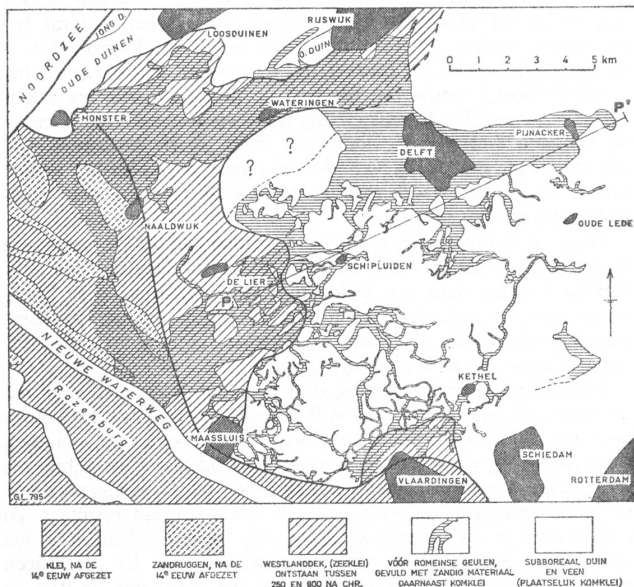 NOORDZEE
JONG D.
OUDE DUINEN
LOOSDUINEN
RIJSWIJK
O. DUIN
0 1 2 3 4 5 km
MONSTER
WATERINGEN
P'
PIJNACKER
DELFT
?
?
NAALDWIJK
OUDE LEDE
SCHIPLUIDEN
DE LIER
P
NIEUWE WATERWEG
Rozenburg
KETHEL
MAASSLUIS
SCHIEDAM
VLAARDINGEN
ROTTERDAM
G.L. 795
KLEI, NA DE
14e EEUW AFGEZET
ZANDRUGGEN, NA DE
14e EEUW AFGEZET
WESTLANDDEK, (ZEEKLEI)
ONTSTAAN TUSSEN
250 EN 600 NA CHR.
VÓÓR ROMEINSE GEULEN,
GEVULD MET ZANDIG MATERIAAL
DAARNAAST KOMKLEI
SUBBOREAAL DUIN
EN VEEN
(PLAATSELIJK KOMKLEI)